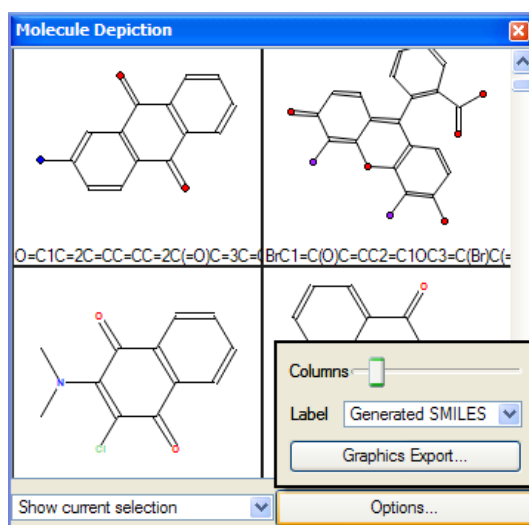 Molecule Depiction
O=C1C=2C=CC=CC=2C(=O)C=3C=
BrC1=C(O)C=CC2=C1OC3=C(Br)C(=
O
O
N
Cl
O
O
Columns
Label
Generated SMILES
Graphics Export...
Show current selection
Options...